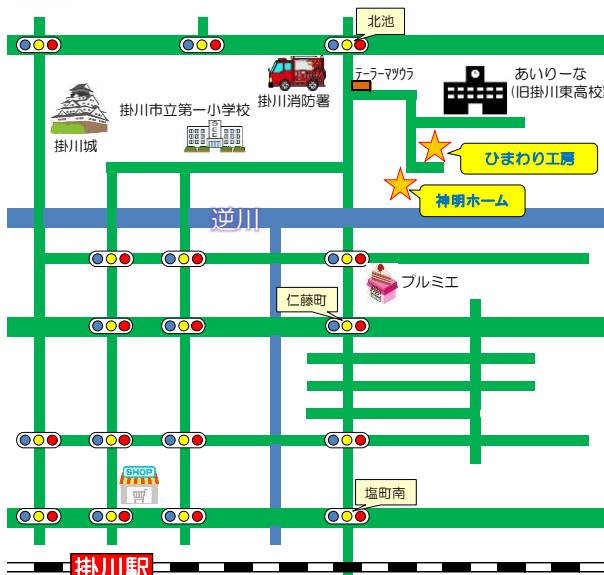 北池
テーラーマツウラ
あいりーな
(旧掛川東高校)
掛川消防署
掛川市立第一小学校
掛川城
ひまわり工房
神明ホーム
逆川
プルミエ
仁藤町
SHOP
塩町南
掛川駅